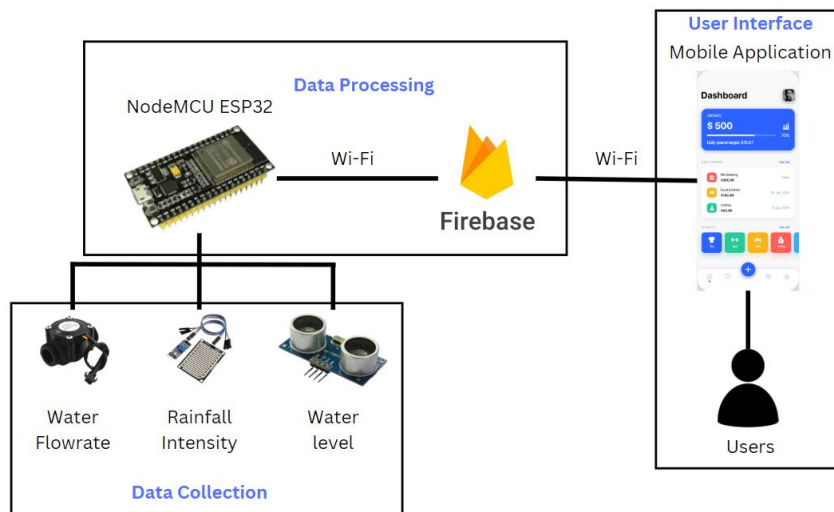 User Interface
Mobile Application
Data Processing
NodeMCU ESP32
Wi-Fi
Firebase
Wi-Fi
Dashboard
$ 500
Users
Water
Flowrate
Rainfall
Intensity
Water
level
Data Collection